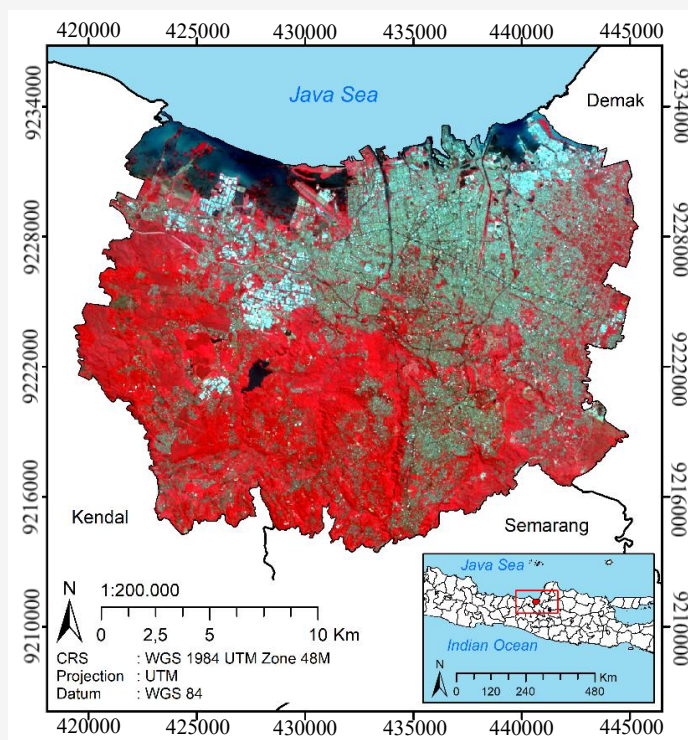 420000 425000 430000 435000 440000 445000
Java Sea
Demak
9234000
9234000
9228000
9228000
9222000
9222000
9216000
9216000
9210000
9210000
Kendal
Semarang
N
1:200.000
0 2,5 5 10 Km
CRS : WGS 1984 UTM Zone 48M
Projection : UTM
Datum : WGS 84
Java Sea
Indian Ocean
N
Km
0 120 240 480
420000 425000 430000 435000 440000 445000